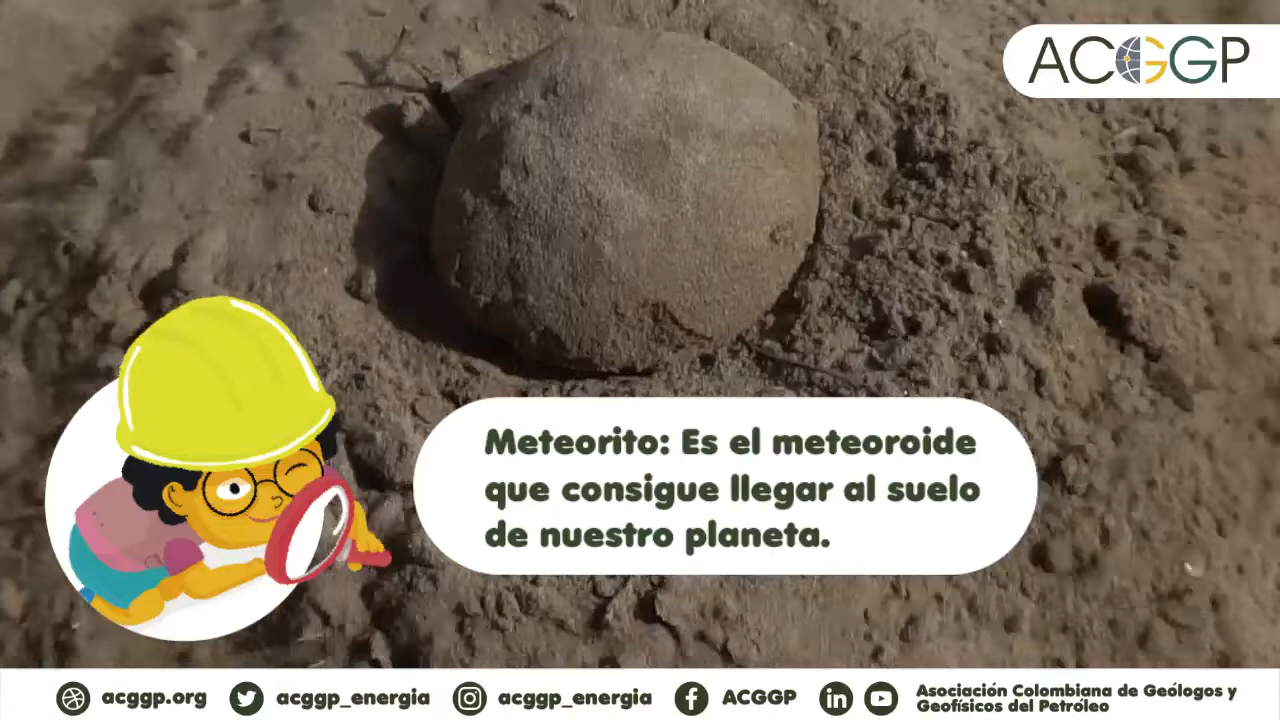 ACGGP
Meteorito: Es el meteoroide
que consigue llegar al suelo
de nuestro planeta.
acggp.org
acggp_energia
acggp_energia
ACGGP
Asociación Colombiana de Geólogos y
Geofísicos del Petróleo